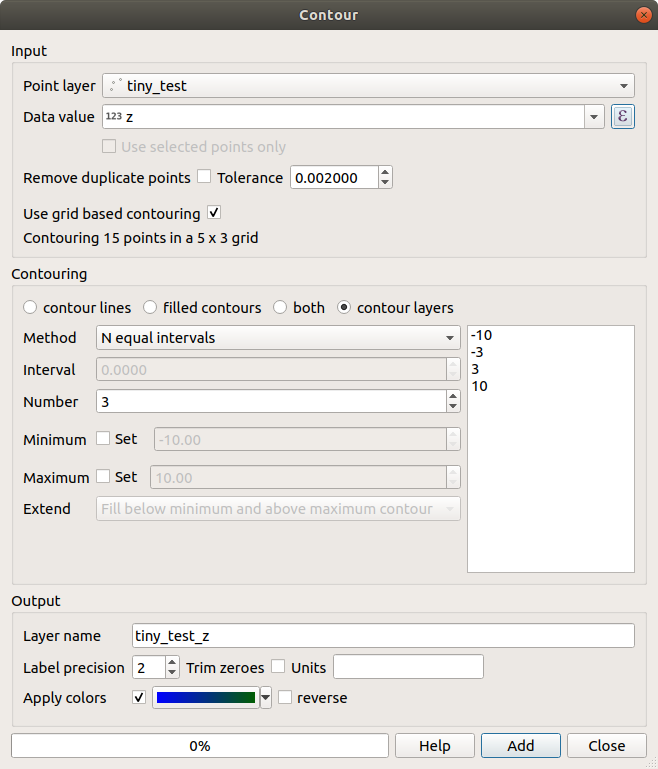 Contour
Input
Point layer tiny_test
Data value 123 z ε
Use selected points only
Remove duplicate points Tolerance 0.002000
Use grid based contouring
Contouring 15 points in a 5 x 3 grid
Contouring
contour lines filled contours both contour layers
Method N equal intervals
-10
-3
3
10
Interval 0.0000
Number 3
Minimum Set -10.00
Maximum Set 10.00
Extend Fill below minimum and above maximum contour
Output
Layer name tiny_test_z
Label precision 2 Trim zeroes Units
Apply colors reverse
0% Help Add Close